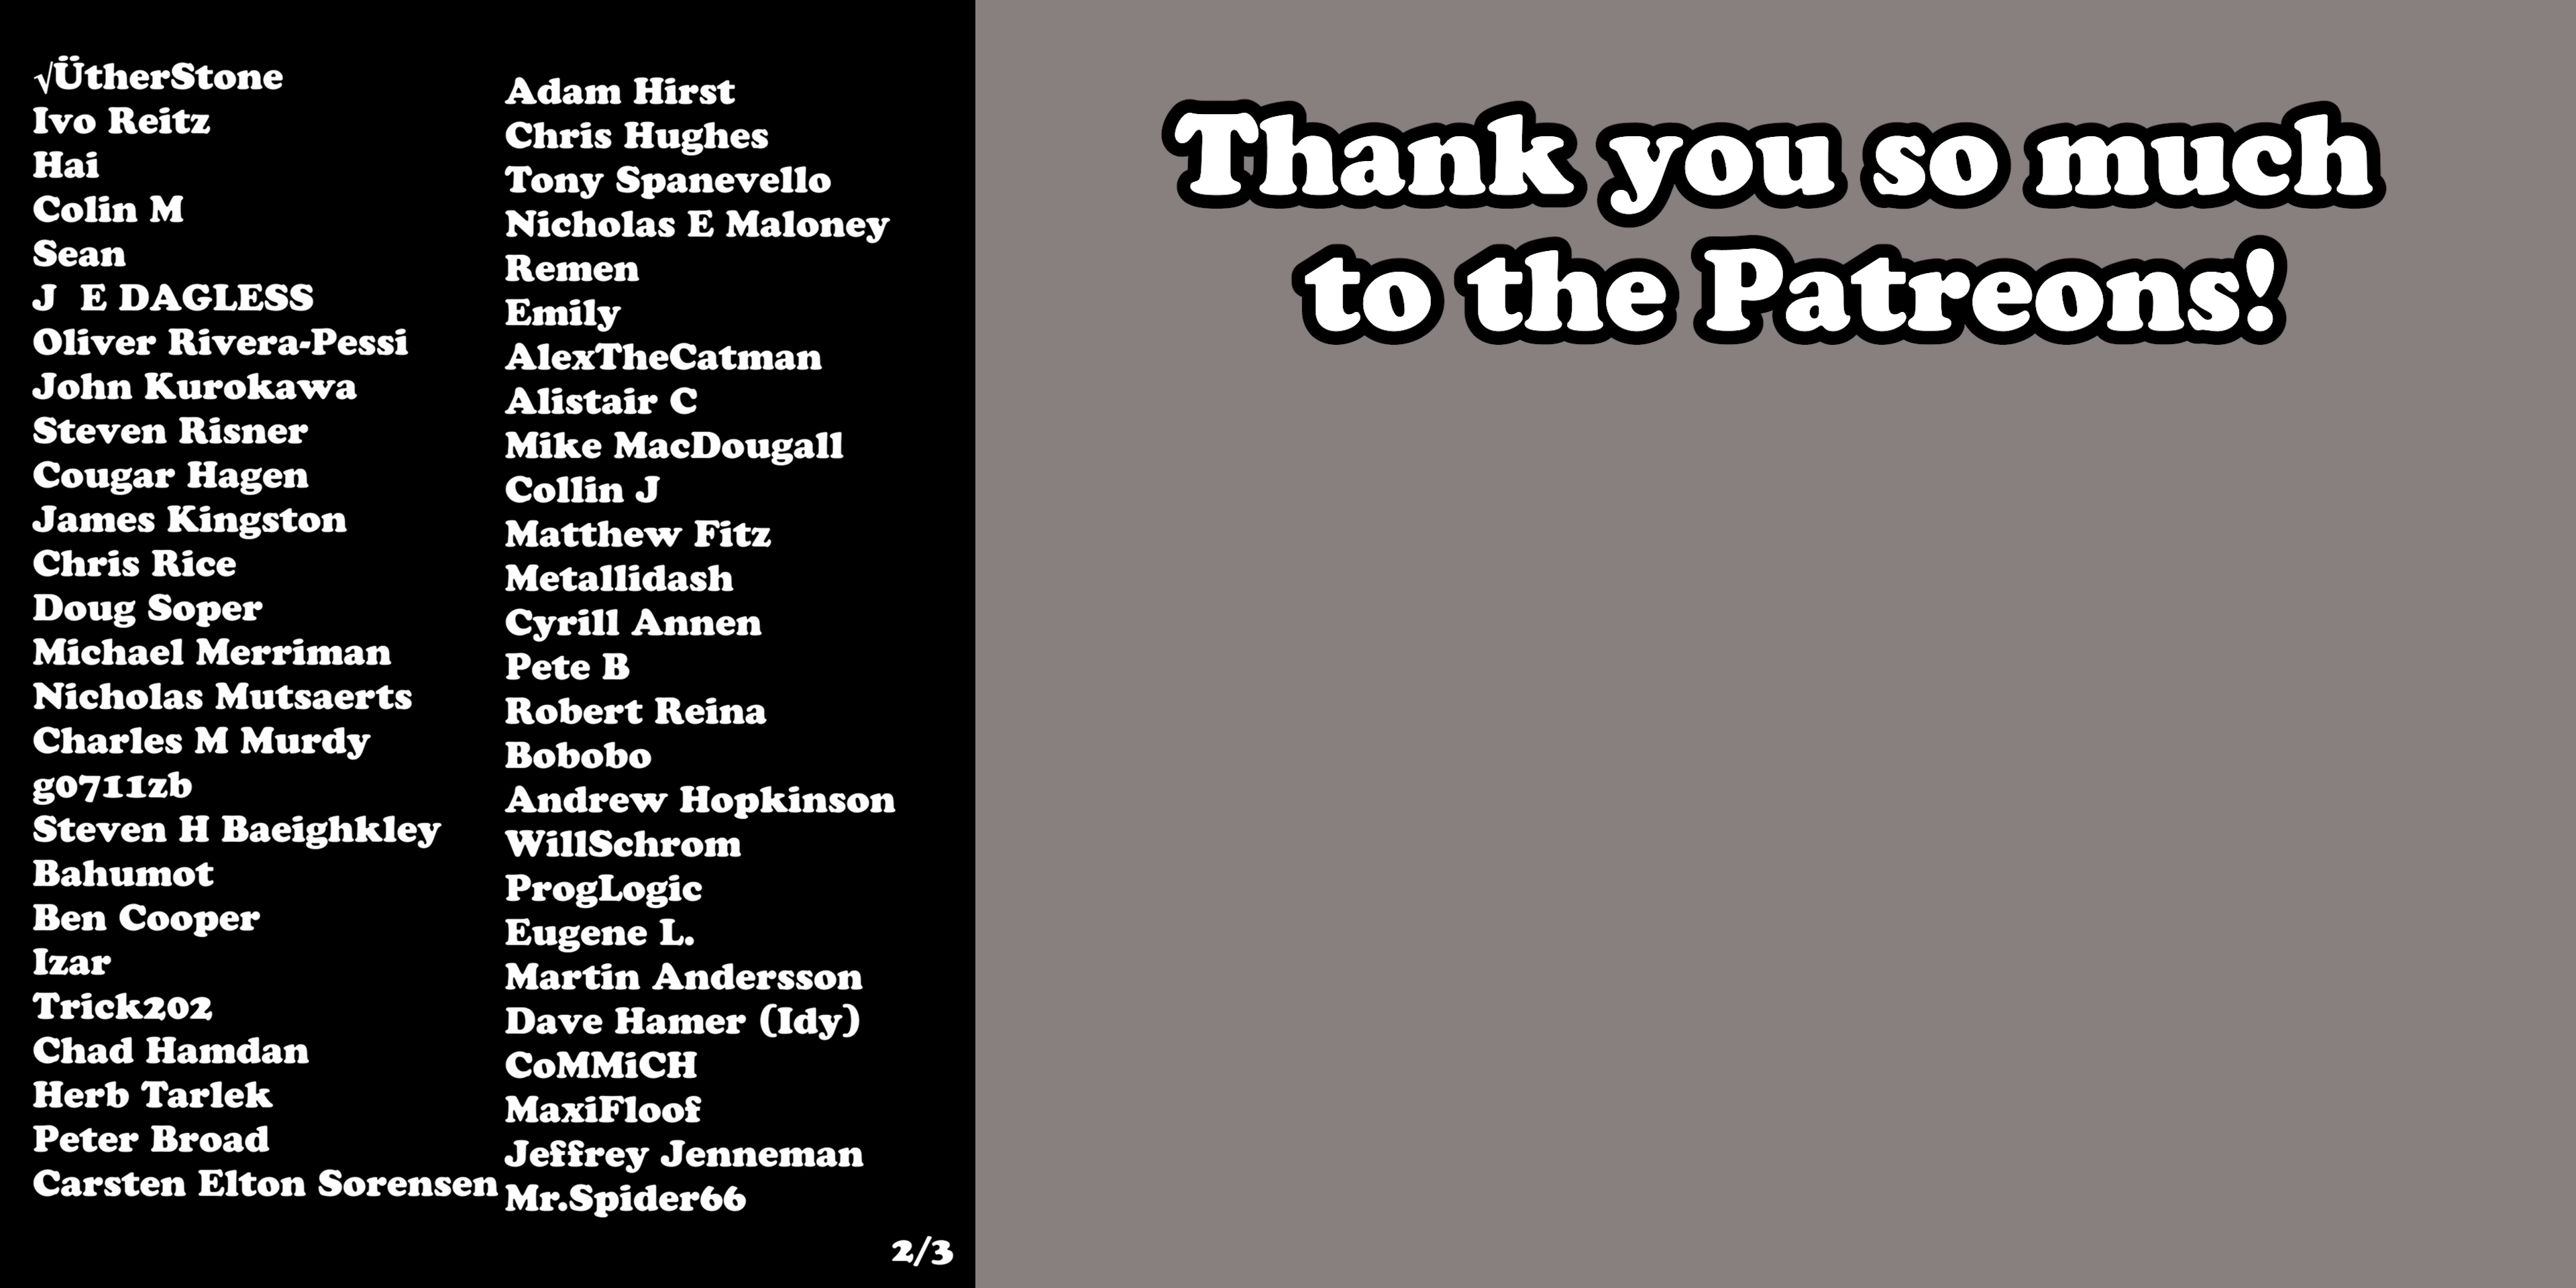 √ÜtherStone
Ivo Reitz
Hai
Colin M
Sean
J  E DAGLESS
Oliver Rivera-Pessi
John Kurokawa
Steven Risner
Cougar Hagen
James Kingston
Chris Rice
Doug Soper
Michael Merriman
Nicholas Mutsaerts
Charles M Murdy
g0711zb
Steven H Baeighkley
Bahumot
Ben Cooper
Izar
Trick202
Chad Hamdan
Herb Tarlek
Peter Broad
Carsten Elton Sorensen
Adam Hirst
Chris Hughes
Tony Spanevello
Nicholas E Maloney
Remen
Emily
AlexTheCatman
Alistair C
Mike MacDougall
Collin J
Matthew Fitz
Metallidash
Cyrill Annen
Pete B
Robert Reina
Bobobo
Andrew Hopkinson
WillSchrom
ProgLogic
Eugene L.
Martin Andersson
Dave Hamer (Idy)
CoMMiCH
MaxiFloof
Jeffrey Jenneman
Mr.Spider66
2/3
Thank you so much
to the Patreons!